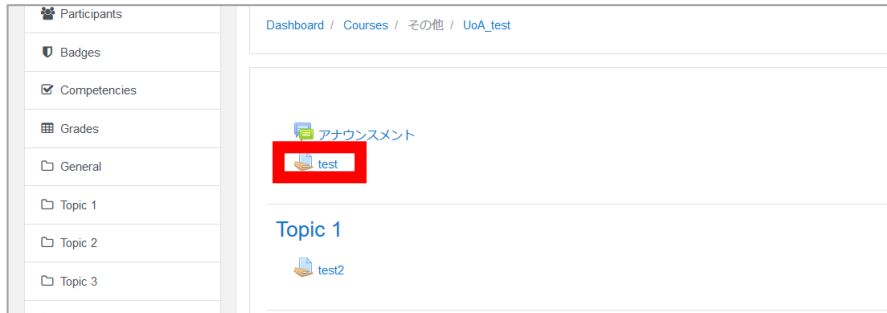 Participants
Badges
Competencies
Grades
General
Topic 1
Topic 2
Topic 3
Dashboard / Courses / その他 / UoA_test
アナウンスメント
test
Topic 1
test2